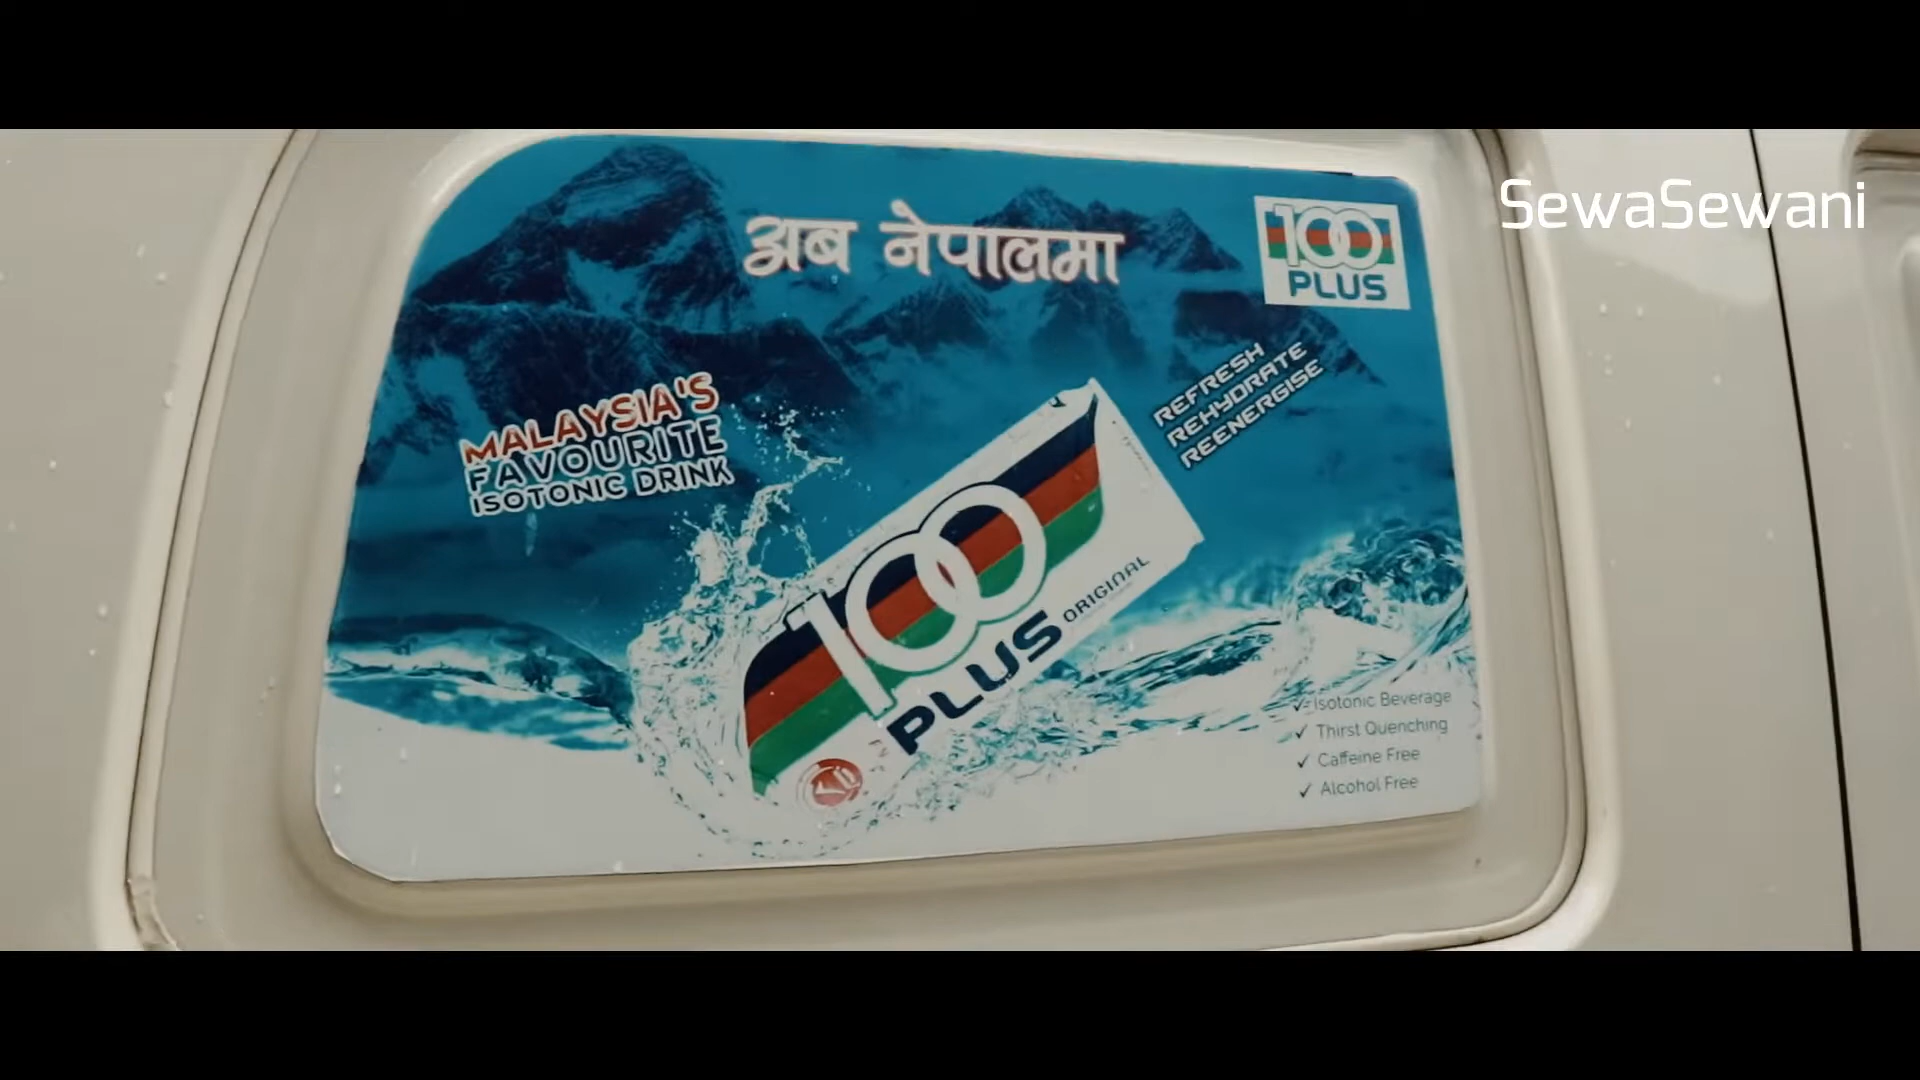 SewaSewani
अब नेपालमा
100
PLUS
MALAYSIA'S
FAVOURITE
ISOTONIC DRINK
REFRESH
REHYDRATE
REENERGISE
100
PLUS
ORIGINAL
✓ Isotonic Beverage
✓ Thirst Quenching
✓ Caffeine Free
✓ Alcohol Free